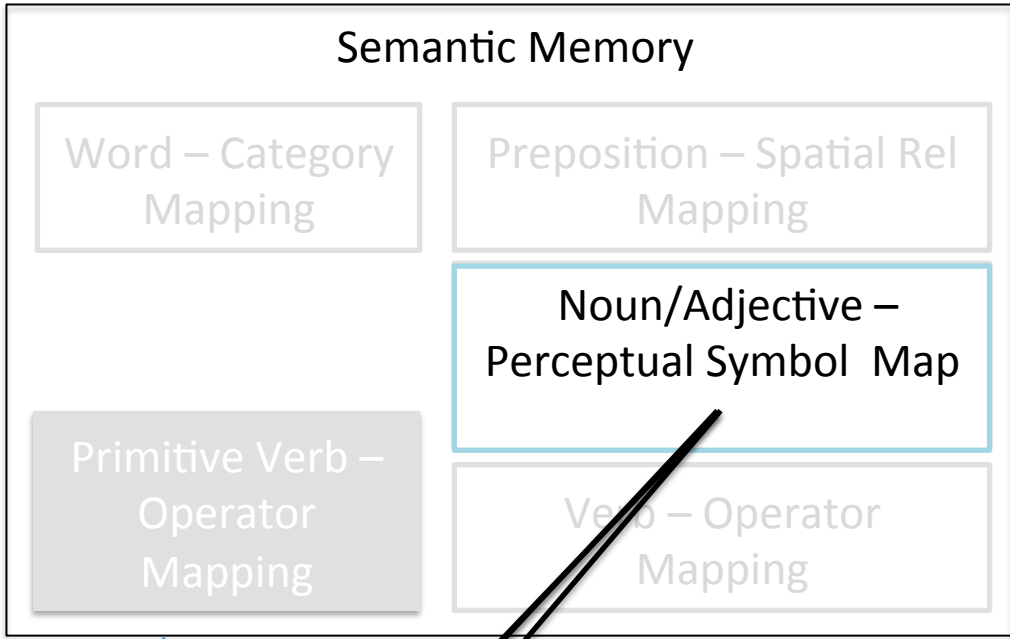 Semantic Memory
Word – Category
Mapping
Preposition – Spatial Rel
Mapping
Noun/Adjective –
Perceptual Symbol Map
Primitive Verb –
Operator
Mapping
Verb – Operator
Mapping